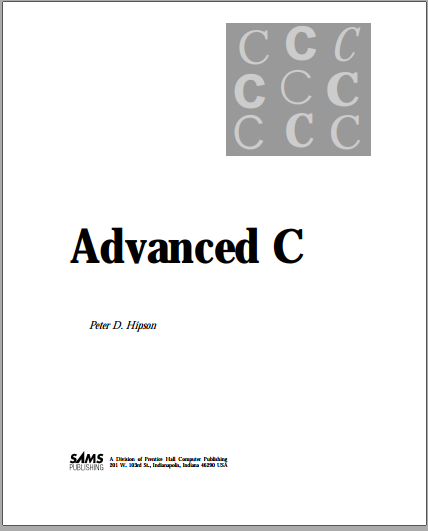 C C C
C C C
C C C
Advanced C
Peter D. Hipson
SAMS
PUBLISHING
A Division of Prentice Hall Computer Publishing
201 W. 103rd St., Indianapolis, Indiana 46290 USA